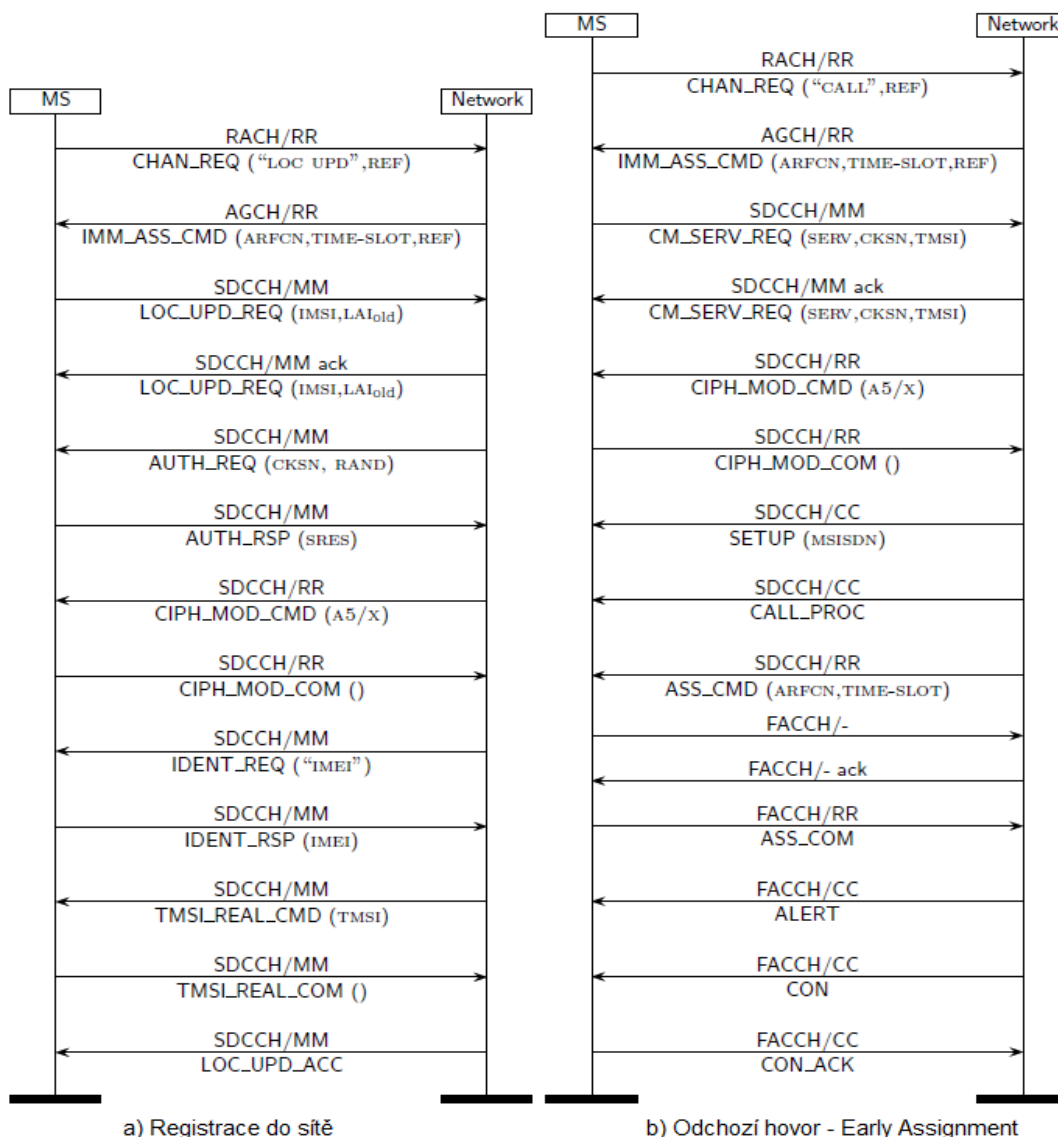 MS
Network
RACH/RR
CHAN_REQ (“LOC UPD”,REF)
AGCH/RR
IMM_ASS_CMD (ARFCN,TIME-SLOT,REF)
SDCCH/MM
LOC_UPD_REQ (IMSI,LAIold)
SDCCH/MM ack
LOC_UPD_REQ (IMSI,LAIold)
SDCCH/MM
AUTH_REQ (CKSN, RAND)
SDCCH/MM
AUTH_RSP (SRES)
SDCCH/RR
CIPH_MOD_CMD (A5/X)
SDCCH/RR
CIPH_MOD_COM ()
SDCCH/MM
IDENT_REQ (“IMEI”)
SDCCH/MM
IDENT_RSP (IMEI)
SDCCH/MM
TMSI_REAL_CMD (TMSI)
SDCCH/MM
TMSI_REAL_COM ()
SDCCH/MM
LOC_UPD_ACC
a) Registrace do sítě
MS
Network
RACH/RR
CHAN_REQ (“CALL”,REF)
AGCH/RR
IMM_ASS_CMD (ARFCN,TIME-SLOT,REF)
SDCCH/MM
CM_SERV_REQ (SERV,CKSN,TMSI)
SDCCH/MM ack
CM_SERV_REQ (SERV,CKSN,TMSI)
SDCCH/RR
CIPH_MOD_CMD (A5/X)
SDCCH/RR
CIPH_MOD_COM ()
SDCCH/CC
SETUP (MSISDN)
SDCCH/CC
CALL_PROC
SDCCH/RR
ASS_CMD (ARFCN,TIME-SLOT)
FACCH/-
FACCH/- ack
FACCH/RR
ASS_COM
FACCH/CC
ALERT
FACCH/CC
CON
FACCH/CC
CON_ACK
b) Odchozí hovor - Early Assignment